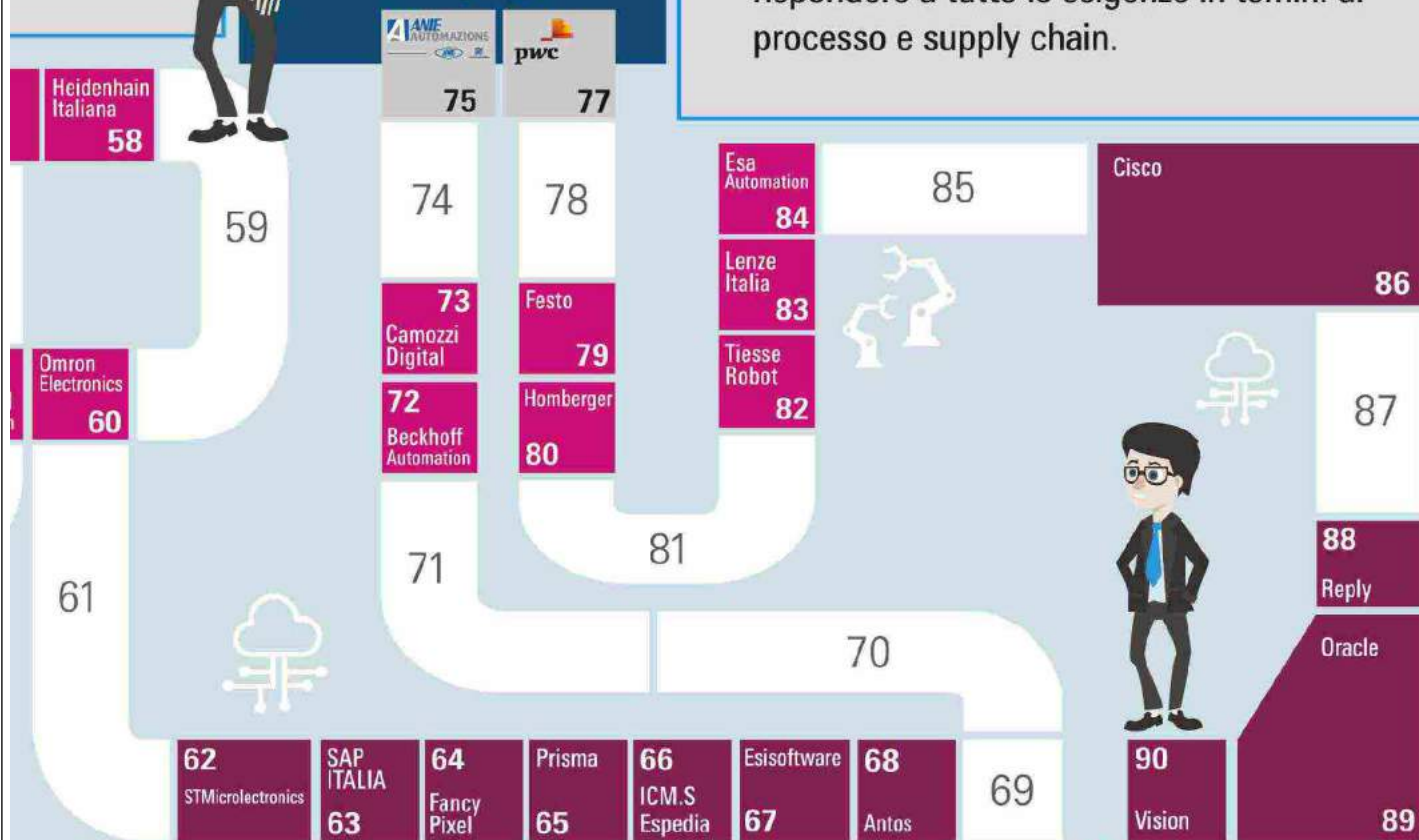 processo e supply chain.
ANIE
AUTOMAZIONE
75
pwc
77
Heidenhain
Italiana
58
59
74
78
Esa
Automation
84
85
Cisco
86
Lenze
Italia
83
73
Camozzi
Digital
Festo
79
Tiesse
Robot
82
87
Omron
Electronics
60
72
Beckhoff
Automation
Homberger
80
81
71
61
88
Reply
70
Oracle
89
62
STMicrolectronics
SAP
ITALIA
63
64
Fancy
Pixel
Prisma
65
66
ICM.S
Espedia
Esisoftware
67
68
Antos
69
90
Vision